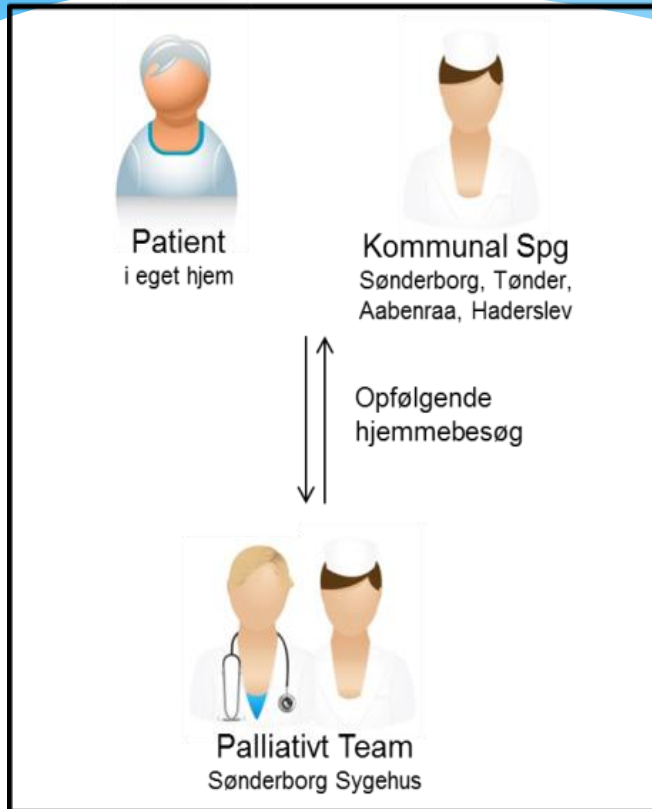 Patient
i eget hjem
Kommunal Spg
Sønderborg, Tønder,
Aabenraa, Haderslev
Opfølgende
hjemmebesøg
Palliativt Team
Sønderborg Sygehus